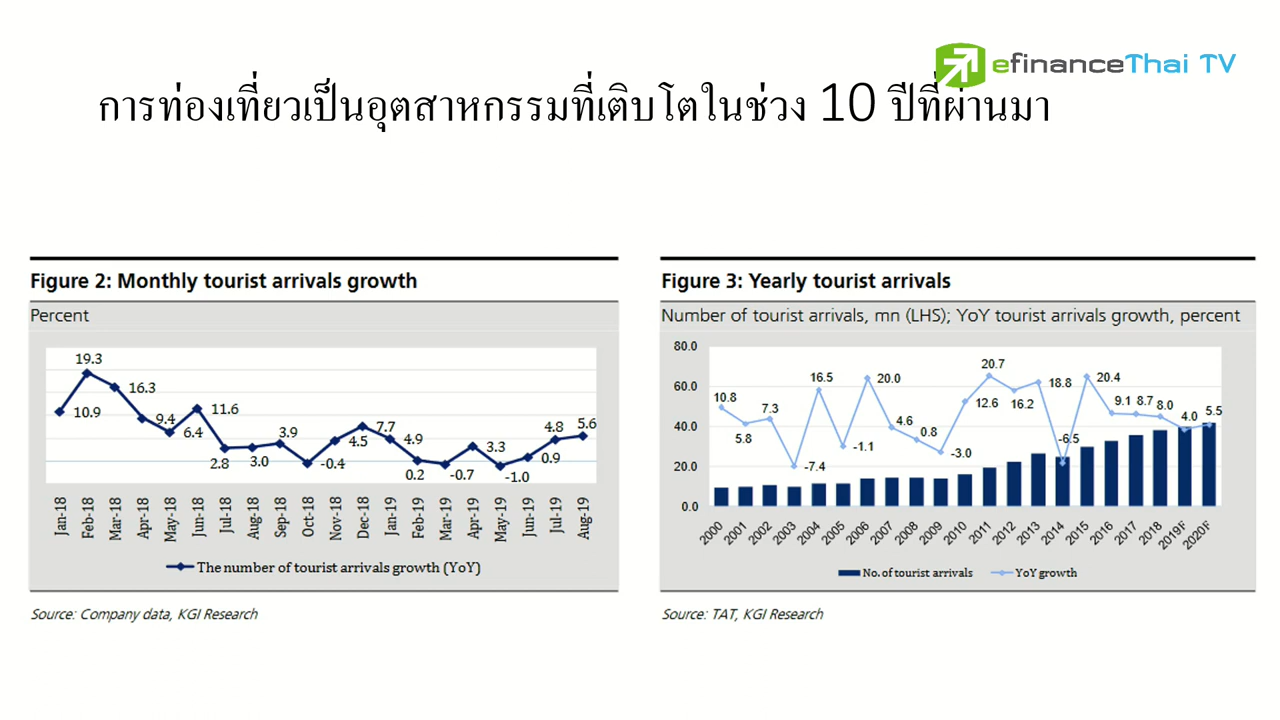 efinanceThai TV
การท่องเที่ยวเป็นอุตสาหกรรมที่เติบโตในช่วง 10 ปีที่ผ่านมา
Figure 2: Monthly tourist arrivals growth
Percent
19.3
16.3
10.9
11.6
9.4
6.4
2.8
3.0
3.9
-0.4
4.5
7.7
4.9
0.2
-0.7
3.3
-1.0
0.9
4.8
5.6
Jan-18
Feb-18
Mar-18
Apr-18
May-18
Jun-18
Jul-18
Aug-18
Sep-18
Oct-18
Nov-18
Dec-18
Jan-19
Feb-19
Mar-19
Apr-19
May-19
Jun-19
Jul-19
Aug-19
The number of tourist arrivals growth (YoY)
Source: Company data, KGI Research
Figure 3: Yearly tourist arrivals
Number of tourist arrivals, mn (LHS); YoY tourist arrivals growth, percent
80.0
60.0
40.0
20.0
0.0
10.8
5.8
7.3
-7.4
16.5
-1.1
20.0
4.6
0.8
-3.0
12.6
20.7
16.2
18.8
-6.5
20.4
9.1
8.7
8.0
4.0
5.5
2000
2001
2002
2003
2004
2005
2006
2007
2008
2009
2010
2011
2012
2013
2014
2015
2016
2017
2018
2019F
2020F
No. of tourist arrivals
YoY growth
Source: TAT, KGI Research